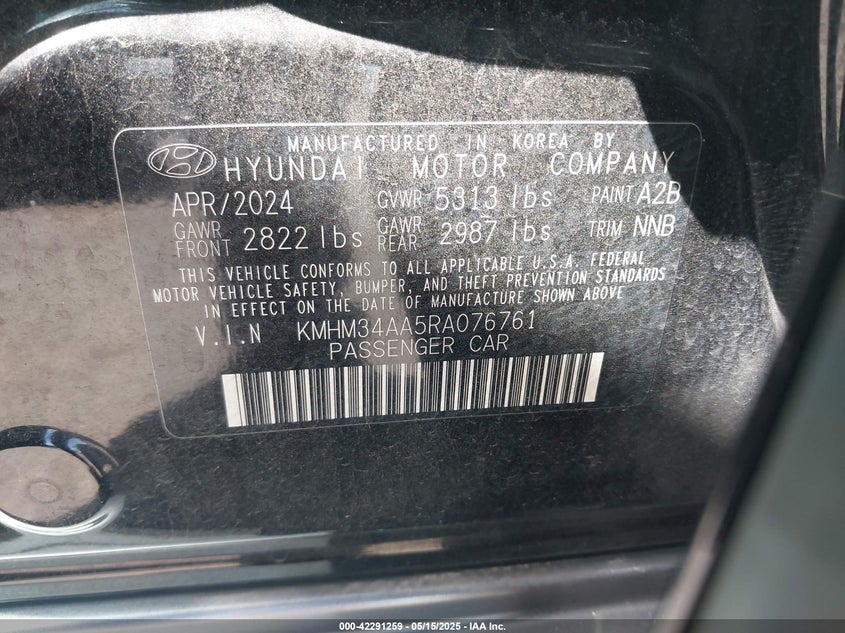 MANUFACTURED IN KOREA BY
HYUNDAI MOTOR COMPANY
APR/2024 GVWR 5313 lbs PAINT A2B
GAWR FRONT 2822 lbs GAWR REAR 2987 lbs TRIM NNB
THIS VEHICLE CONFORMS TO ALL APPLICABLE U.S.A. FEDERAL
MOTOR VEHICLE SAFETY, BUMPER, AND THEFT PREVENTION STANDARDS
IN EFFECT ON THE DATE OF MANUFACTURE SHOWN ABOVE
V.I.N KMHM34AA5RA076761
PASSENGER CAR
000-42291259 - 05/15/2025 - IAA Inc.